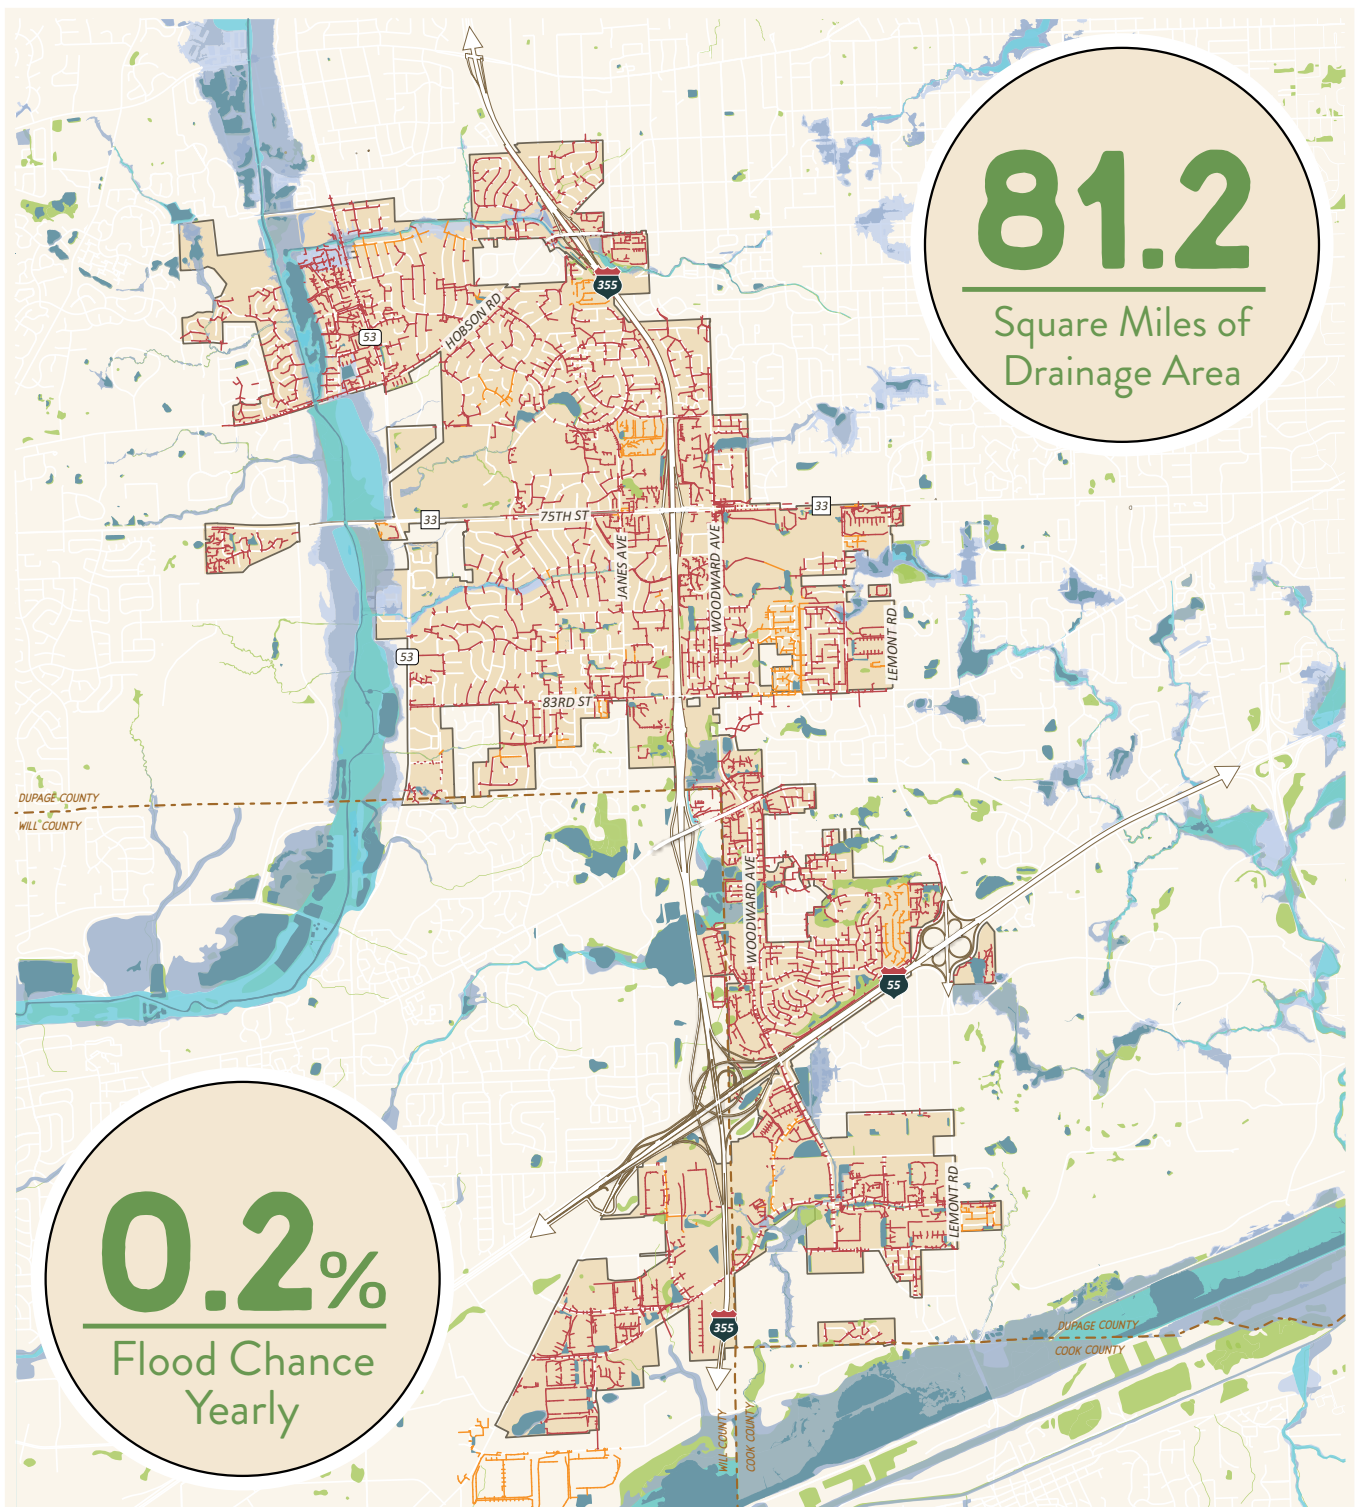 81.2
Square Miles of
Drainage Area
355
53
HOBSON RD
33
75TH ST
33
JANES AVE
WOODWARD AVE
LEMONT RD
53
83RD ST
DUPAGE COUNTY
WILL COUNTY
WOODWARD AVE
55
LEMONT RD
0.2%
Flood Chance
Yearly
355
DUPAGE COUNTY
COOK COUNTY
WILL COUNTY
COOK COUNTY